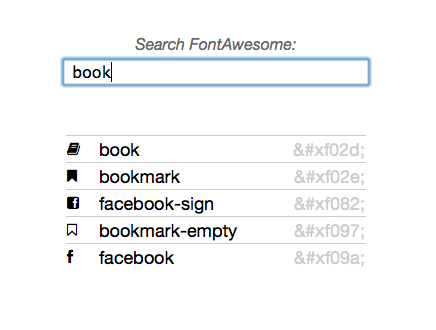 Search FontAwesome:
book
book &#xf02d;
bookmark &#xf02e;
facebook-sign &#xf082;
bookmark-empty &#xf097;
facebook &#xf09a;